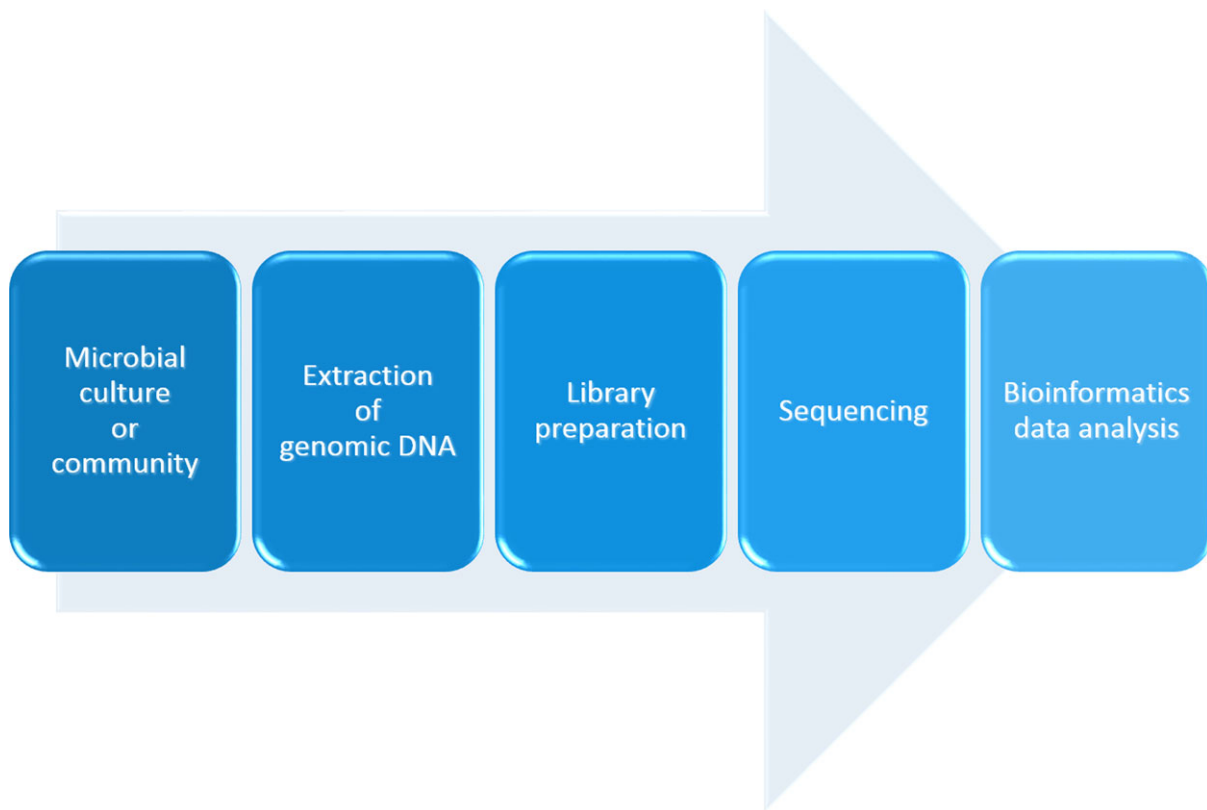 Microbial
culture
or
community
Extraction
of
genomic DNA
Library
preparation
Sequencing
Bioinformatics
data analysis